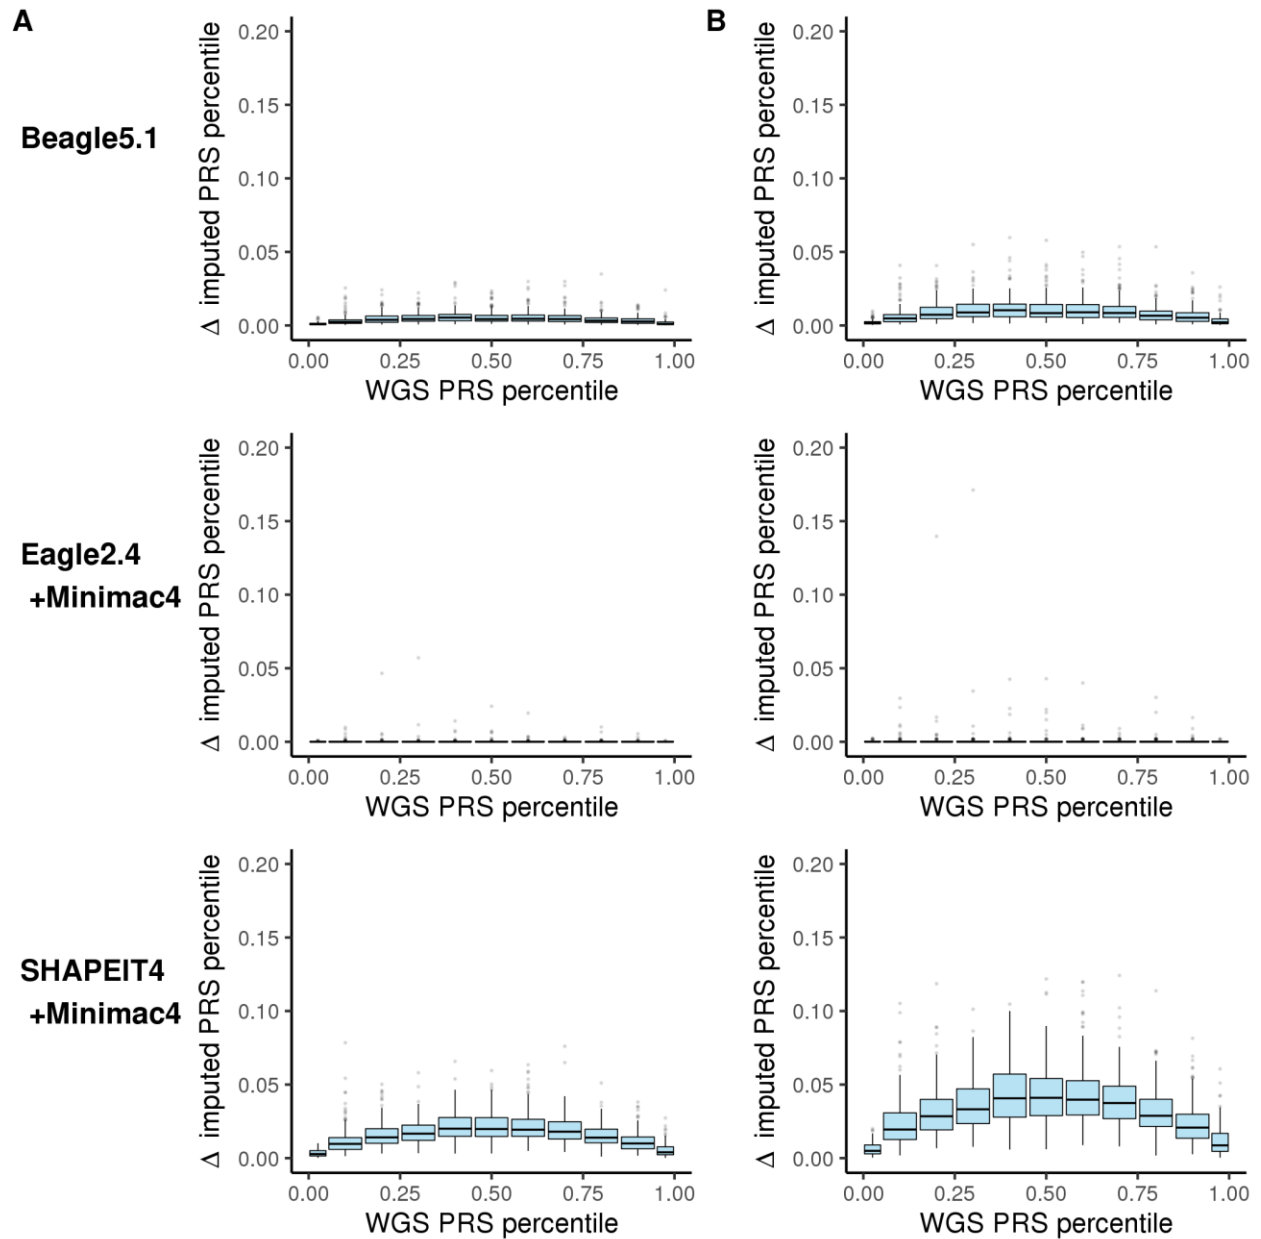 A
B
Beagle5.1
Δ imputed PRS percentile
0.20
0.15
0.10
0.05
0.00
0.00 0.25 0.50 0.75 1.00
WGS PRS percentile
Δ imputed PRS percentile
0.20
0.15
0.10
0.05
0.00
0.00 0.25 0.50 0.75 1.00
WGS PRS percentile
Eagle2.4
+Minimac4
Δ imputed PRS percentile
0.20
0.15
0.10
0.05
0.00
0.00 0.25 0.50 0.75 1.00
WGS PRS percentile
Δ imputed PRS percentile
0.20
0.15
0.10
0.05
0.00
0.00 0.25 0.50 0.75 1.00
WGS PRS percentile
SHAPEIT4
+Minimac4
Δ imputed PRS percentile
0.20
0.15
0.10
0.05
0.00
0.00 0.25 0.50 0.75 1.00
WGS PRS percentile
Δ imputed PRS percentile
0.20
0.15
0.10
0.05
0.00
0.00 0.25 0.50 0.75 1.00
WGS PRS percentile